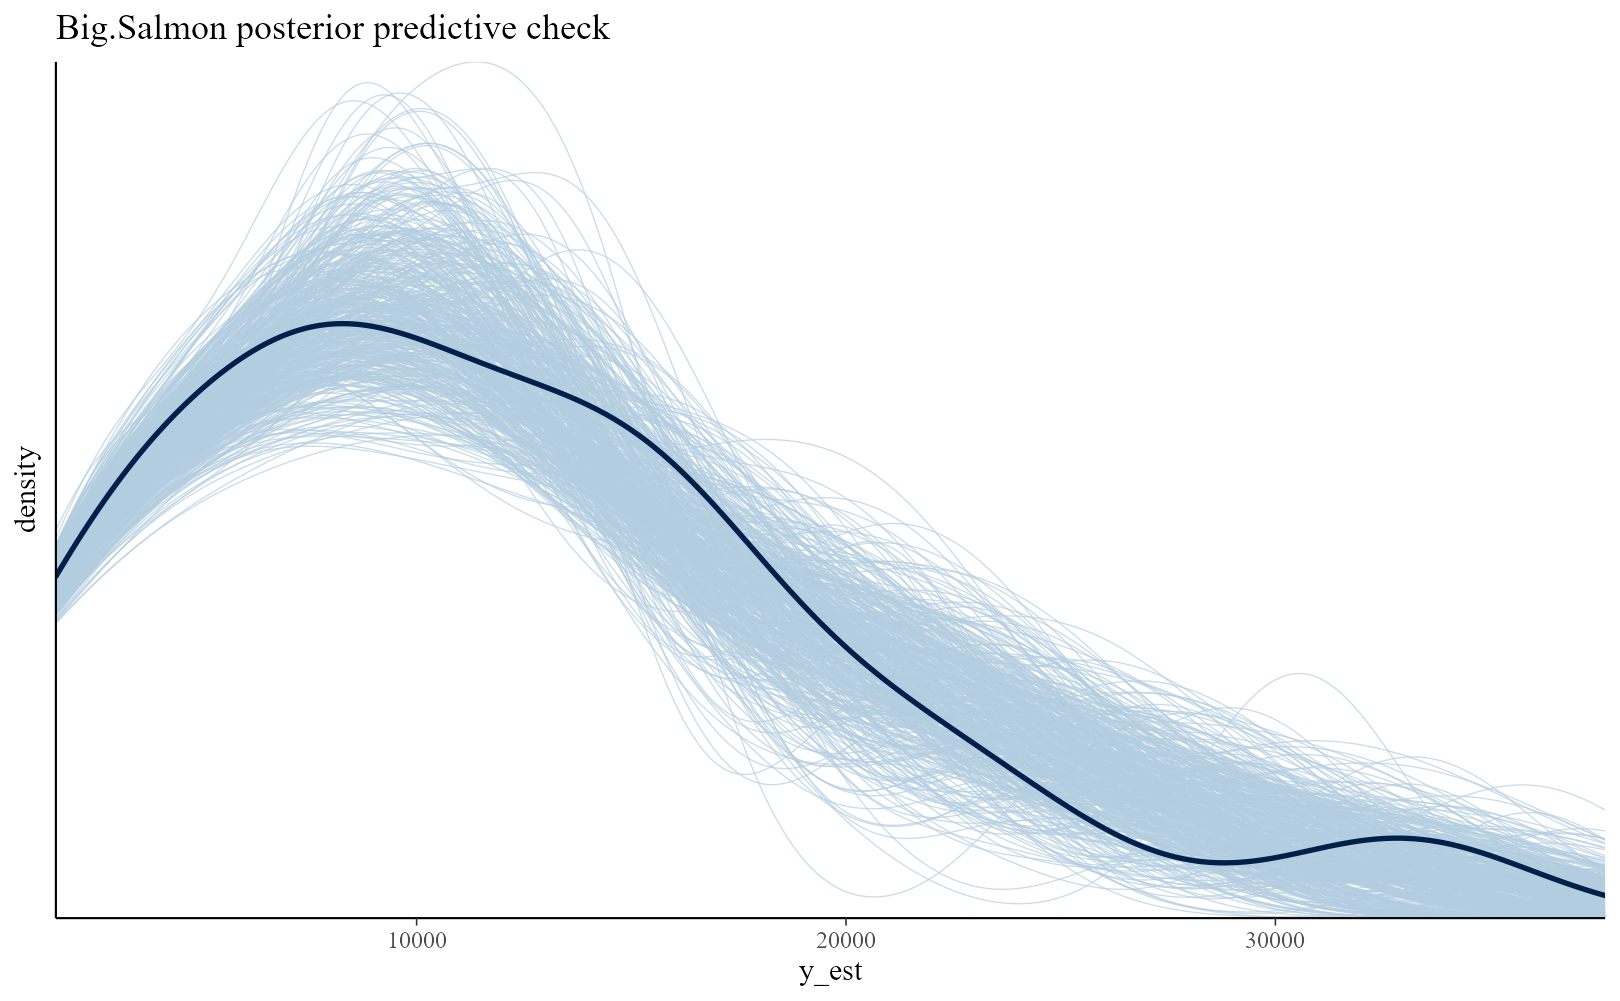 Big.Salmon posterior predictive check
density
10000
20000
30000
y_est